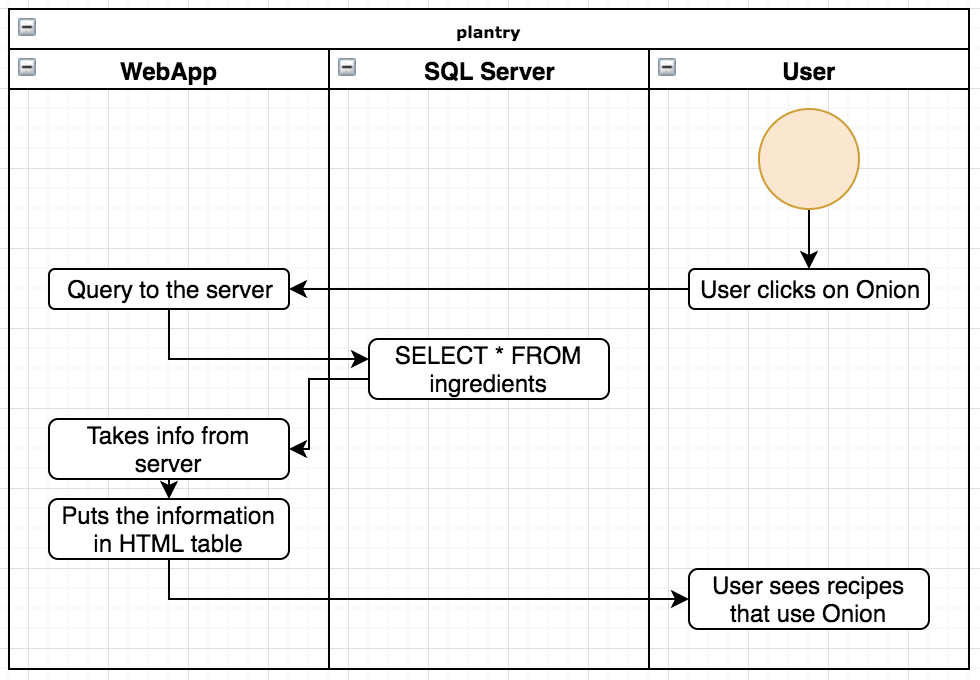 plantry
WebApp
SQL Server
User
Query to the server
User clicks on Onion
SELECT * FROM
ingredients
Takes info from
server
Puts the information
in HTML table
User sees recipes
that use Onion